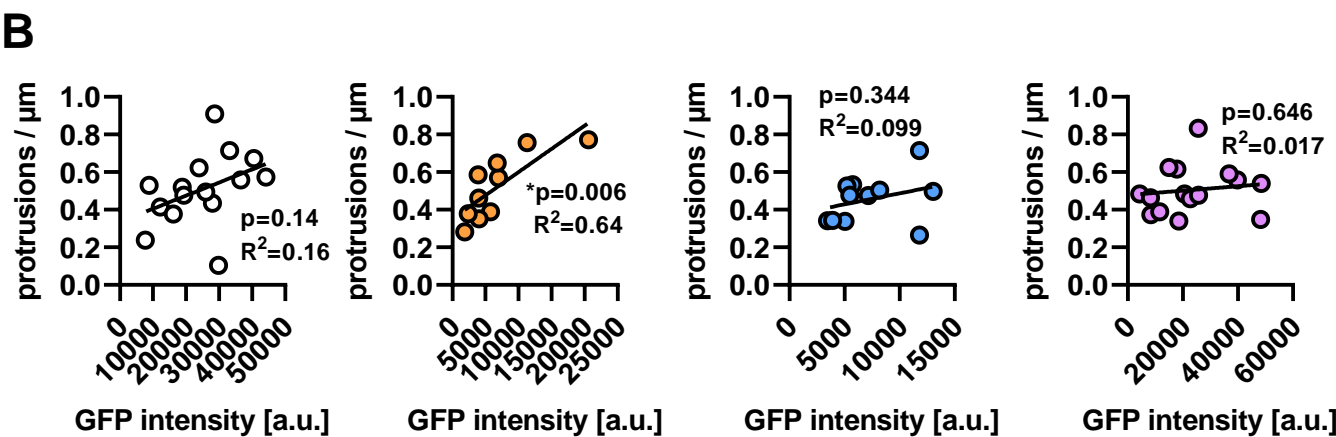 B
protrusions / µm
1.0
0.8
0.6
0.4
0.2
0.0
p=0.14
R²=0.16
0
10000
20000
30000
40000
50000
GFP intensity [a.u.]
protrusions / µm
1.0
0.8
0.6
0.4
0.2
0.0
*p=0.006
R²=0.64
0
5000
10000
15000
20000
25000
GFP intensity [a.u.]
protrusions / µm
1.0
0.8
0.6
0.4
0.2
0.0
p=0.344
R²=0.099
0
5000
10000
15000
GFP intensity [a.u.]
protrusions / µm
1.0
0.8
0.6
0.4
0.2
0.0
p=0.646
R²=0.017
0
20000
40000
60000
GFP intensity [a.u.]